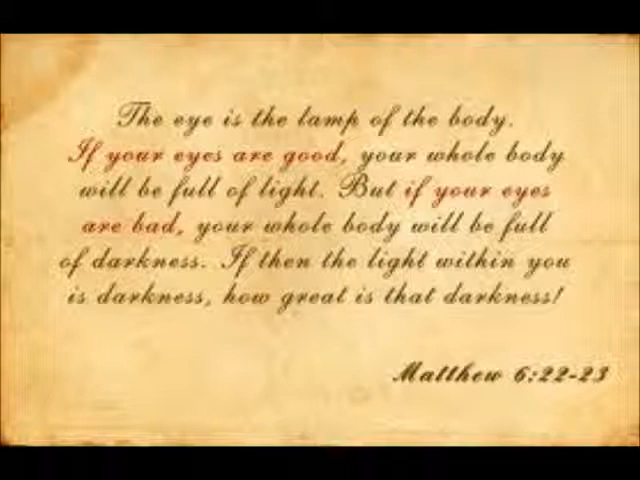 The eye is the lamp of the body.
If your eyes are good, your whole body
will be full of light. But if your eyes
are bad, your whole body will be full
of darkness. If then the light within you
is darkness, how great is that darkness!
Matthew 6:22-23